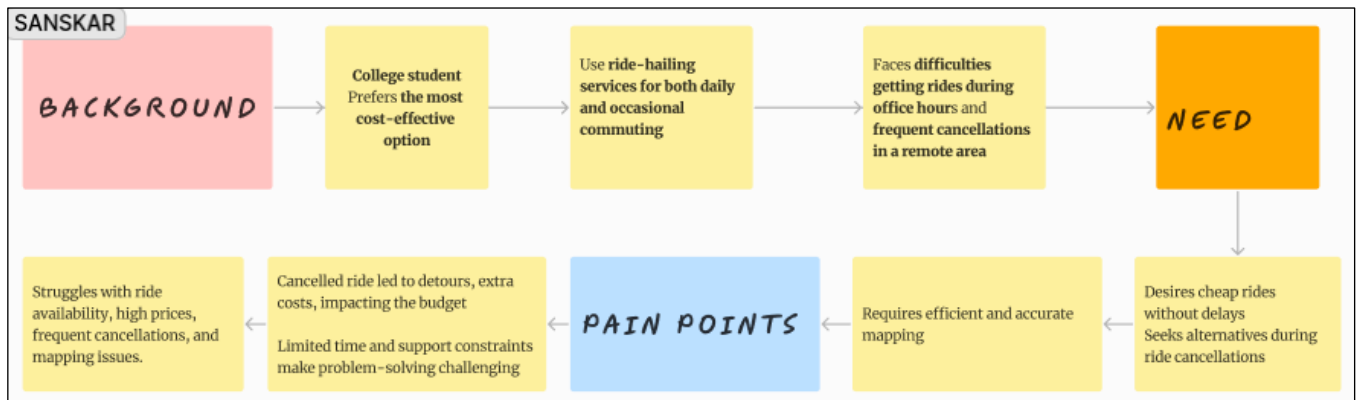 SANSKAR
BACKGROUND
College student
Prefers the most
cost-effective
option
Use ride-hailing
services for both daily
and occasional
commuting
Faces difficulties
getting rides during
office hours and
frequent cancellations
in a remote area
NEED
Desires cheap rides
without delays
Seeks alternatives during
ride cancellations
Requires efficient and accurate
mapping
PAIN POINTS
Cancelled ride led to detours, extra
costs, impacting the budget
Limited time and support constraints
make problem-solving challenging
Struggles with ride
availability, high prices,
frequent cancellations, and
mapping issues.